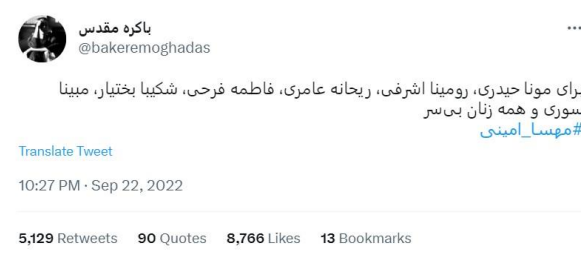 باکره مقدس
@bakeremoghadas
برای مونا حیدری، رومینا اشرفی، ریحانه عامری، فاطمه فرحی، شکیبا بختیار، مبینا
سوری و همه زنان بی‌سر
#مهسا_امینی
Translate Tweet
10:27 PM · Sep 22, 2022
5,129 Retweets 90 Quotes 8,766 Likes 13 Bookmarks